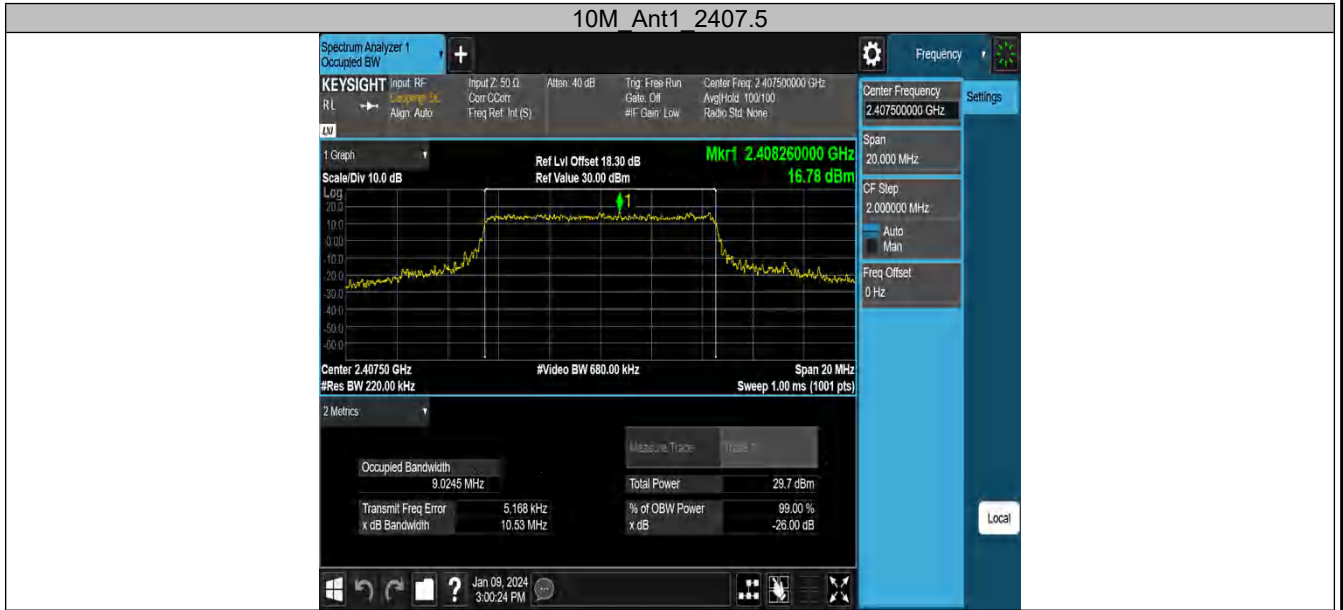 10M_Ant1_2407.5
Spectrum Analyzer 1
Occupied BW
+
Frequency
KEYSIGHT
RL
LXI
Input: RF
Coupling: DC
Align: Auto
Input Z: 50 Ω
Corr CCorr
Freq Ref: Int (S)
Atten: 40 dB
Trig: Free Run
Gate: Off
#IF Gain: Low
Center Freq: 2.407500000 GHz
Avg|Hold: 100/100
Radio Std: None
Center Frequency
2.407500000 GHz
Settings
Span
20.000 MHz
CF Step
2.000000 MHz
Auto
Man
Freq Offset
0 Hz
Local
1 Graph
Scale/Div 10.0 dB
Ref Lvl Offset 18.30 dB
Ref Value 30.00 dBm
Mkr1 2.408260000 GHz
16.78 dBm
Log
20.0
10.0
0.00
-10.0
-20.0
-30.0
-40.0
-50.0
-60.0
1
Center 2.40750 GHz
#Res BW 220.00 kHz
#Video BW 680.00 kHz
Span 20 MHz
Sweep 1.00 ms (1001 pts)
2 Metrics
Measure Trace Trace 1
Occupied Bandwidth
9.0245 MHz
Total Power 29.7 dBm
Transmit Freq Error 5.168 kHz
% of OBW Power 99.00 %
x dB Bandwidth 10.53 MHz
x dB -26.00 dB
?
Jan 09, 2024
3:00:24 PM